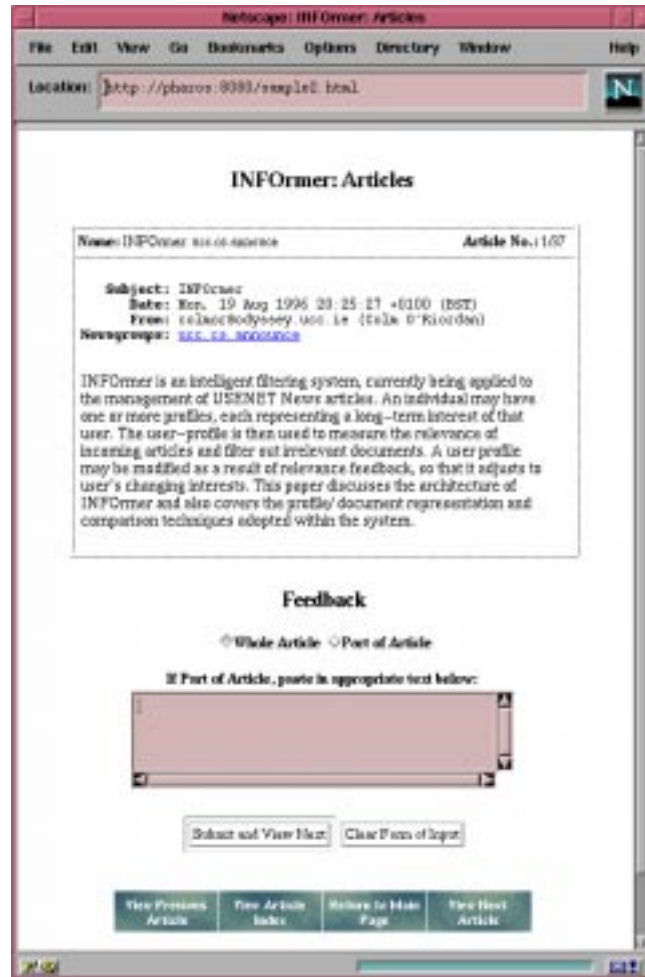 Netscape: INFOrmer: Articles
File Edit View Go Bookmarks Options Directory Window Help
Location: http://pharos:8080/sample2.html
N
INFOrmer: Articles
Name: INFOrmer ucc.cs.announce Article No.: 1/37
Subject: INFOrmer
Date: Mon, 19 Aug 1996 20:25:27 +0100 (BST)
From: colmor@odyssey.ucc.ie (Colm O'Riordan)
Newsgroups: ucc.cs.announce
INFOrmer is an intelligent filtering system, currently being applied to
the management of USENET News articles. An individual may have
one or more profiles, each representing a long-term interest of that
user. The user-profile is then used to measure the relevance of
incoming articles and filter out irrelevant documents. A user profile
may be modified as a result of relevance feedback, so that it adjusts to
user's changing interests. This paper discusses the architecture of
INFOrmer and also covers the profile/document representation and
comparison techniques adopted within the system.
Feedback
Whole Article Part of Article
If Part of Article, paste in appropriate text below:
Submit and View Next Clear Form of Input
View Previous Article View Article Index Return to Main Page View Next Article